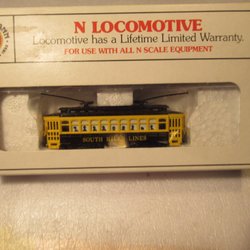 N LOCOMOTIVE
Locomotive has a Lifetime Limited Warranty.
FOR USE WITH ALL N SCALE EQUIPMENT
SOUTH LINES